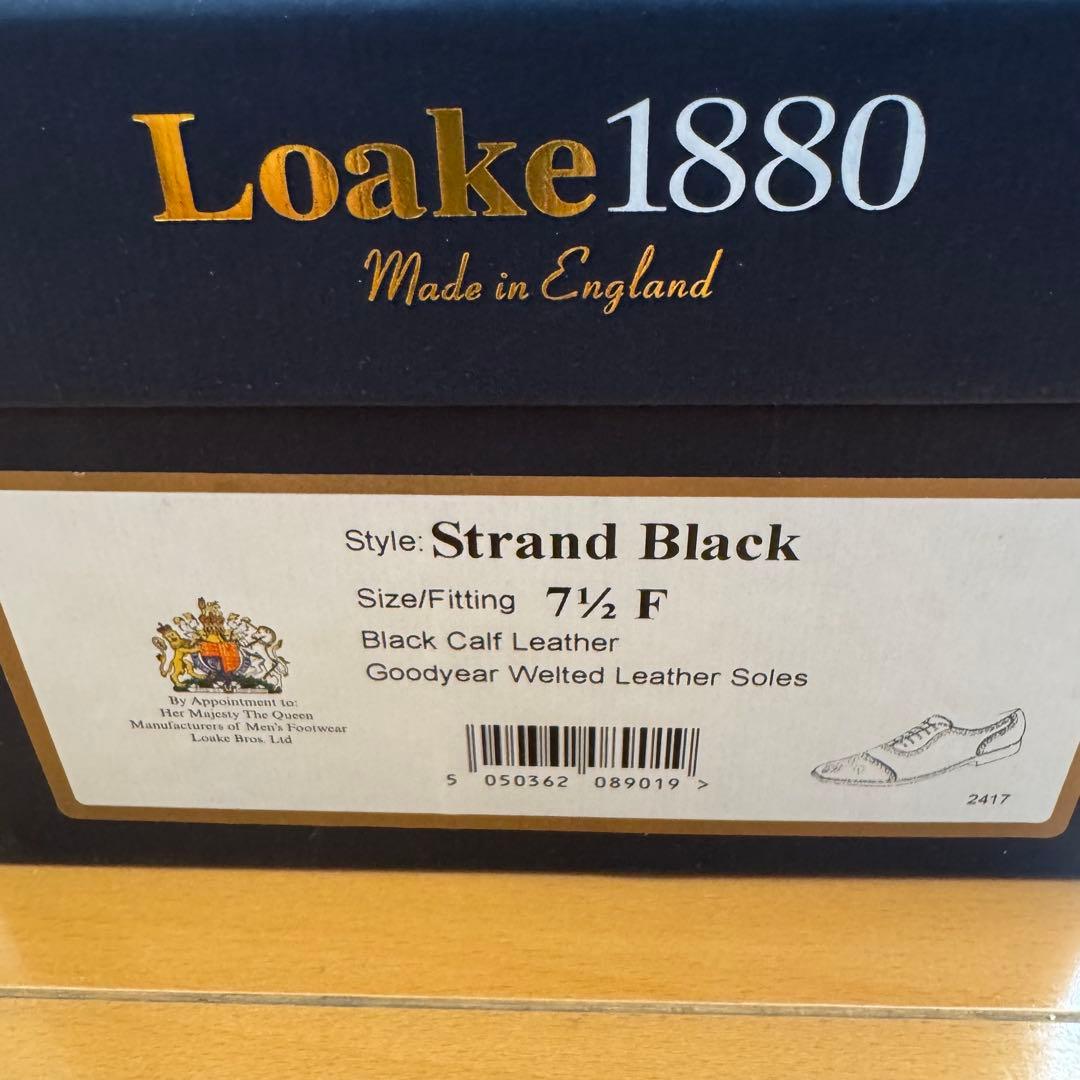 Loake1880
Made in England
Style: Strand Black
Size/Fitting 7½ F
Black Calf Leather
Goodyear Welted Leather Soles
By Appointment to:
Her Majesty The Queen
Manufacturers of Men's Footwear
Loake Bros. Ltd
5 050362 089019 >
2417